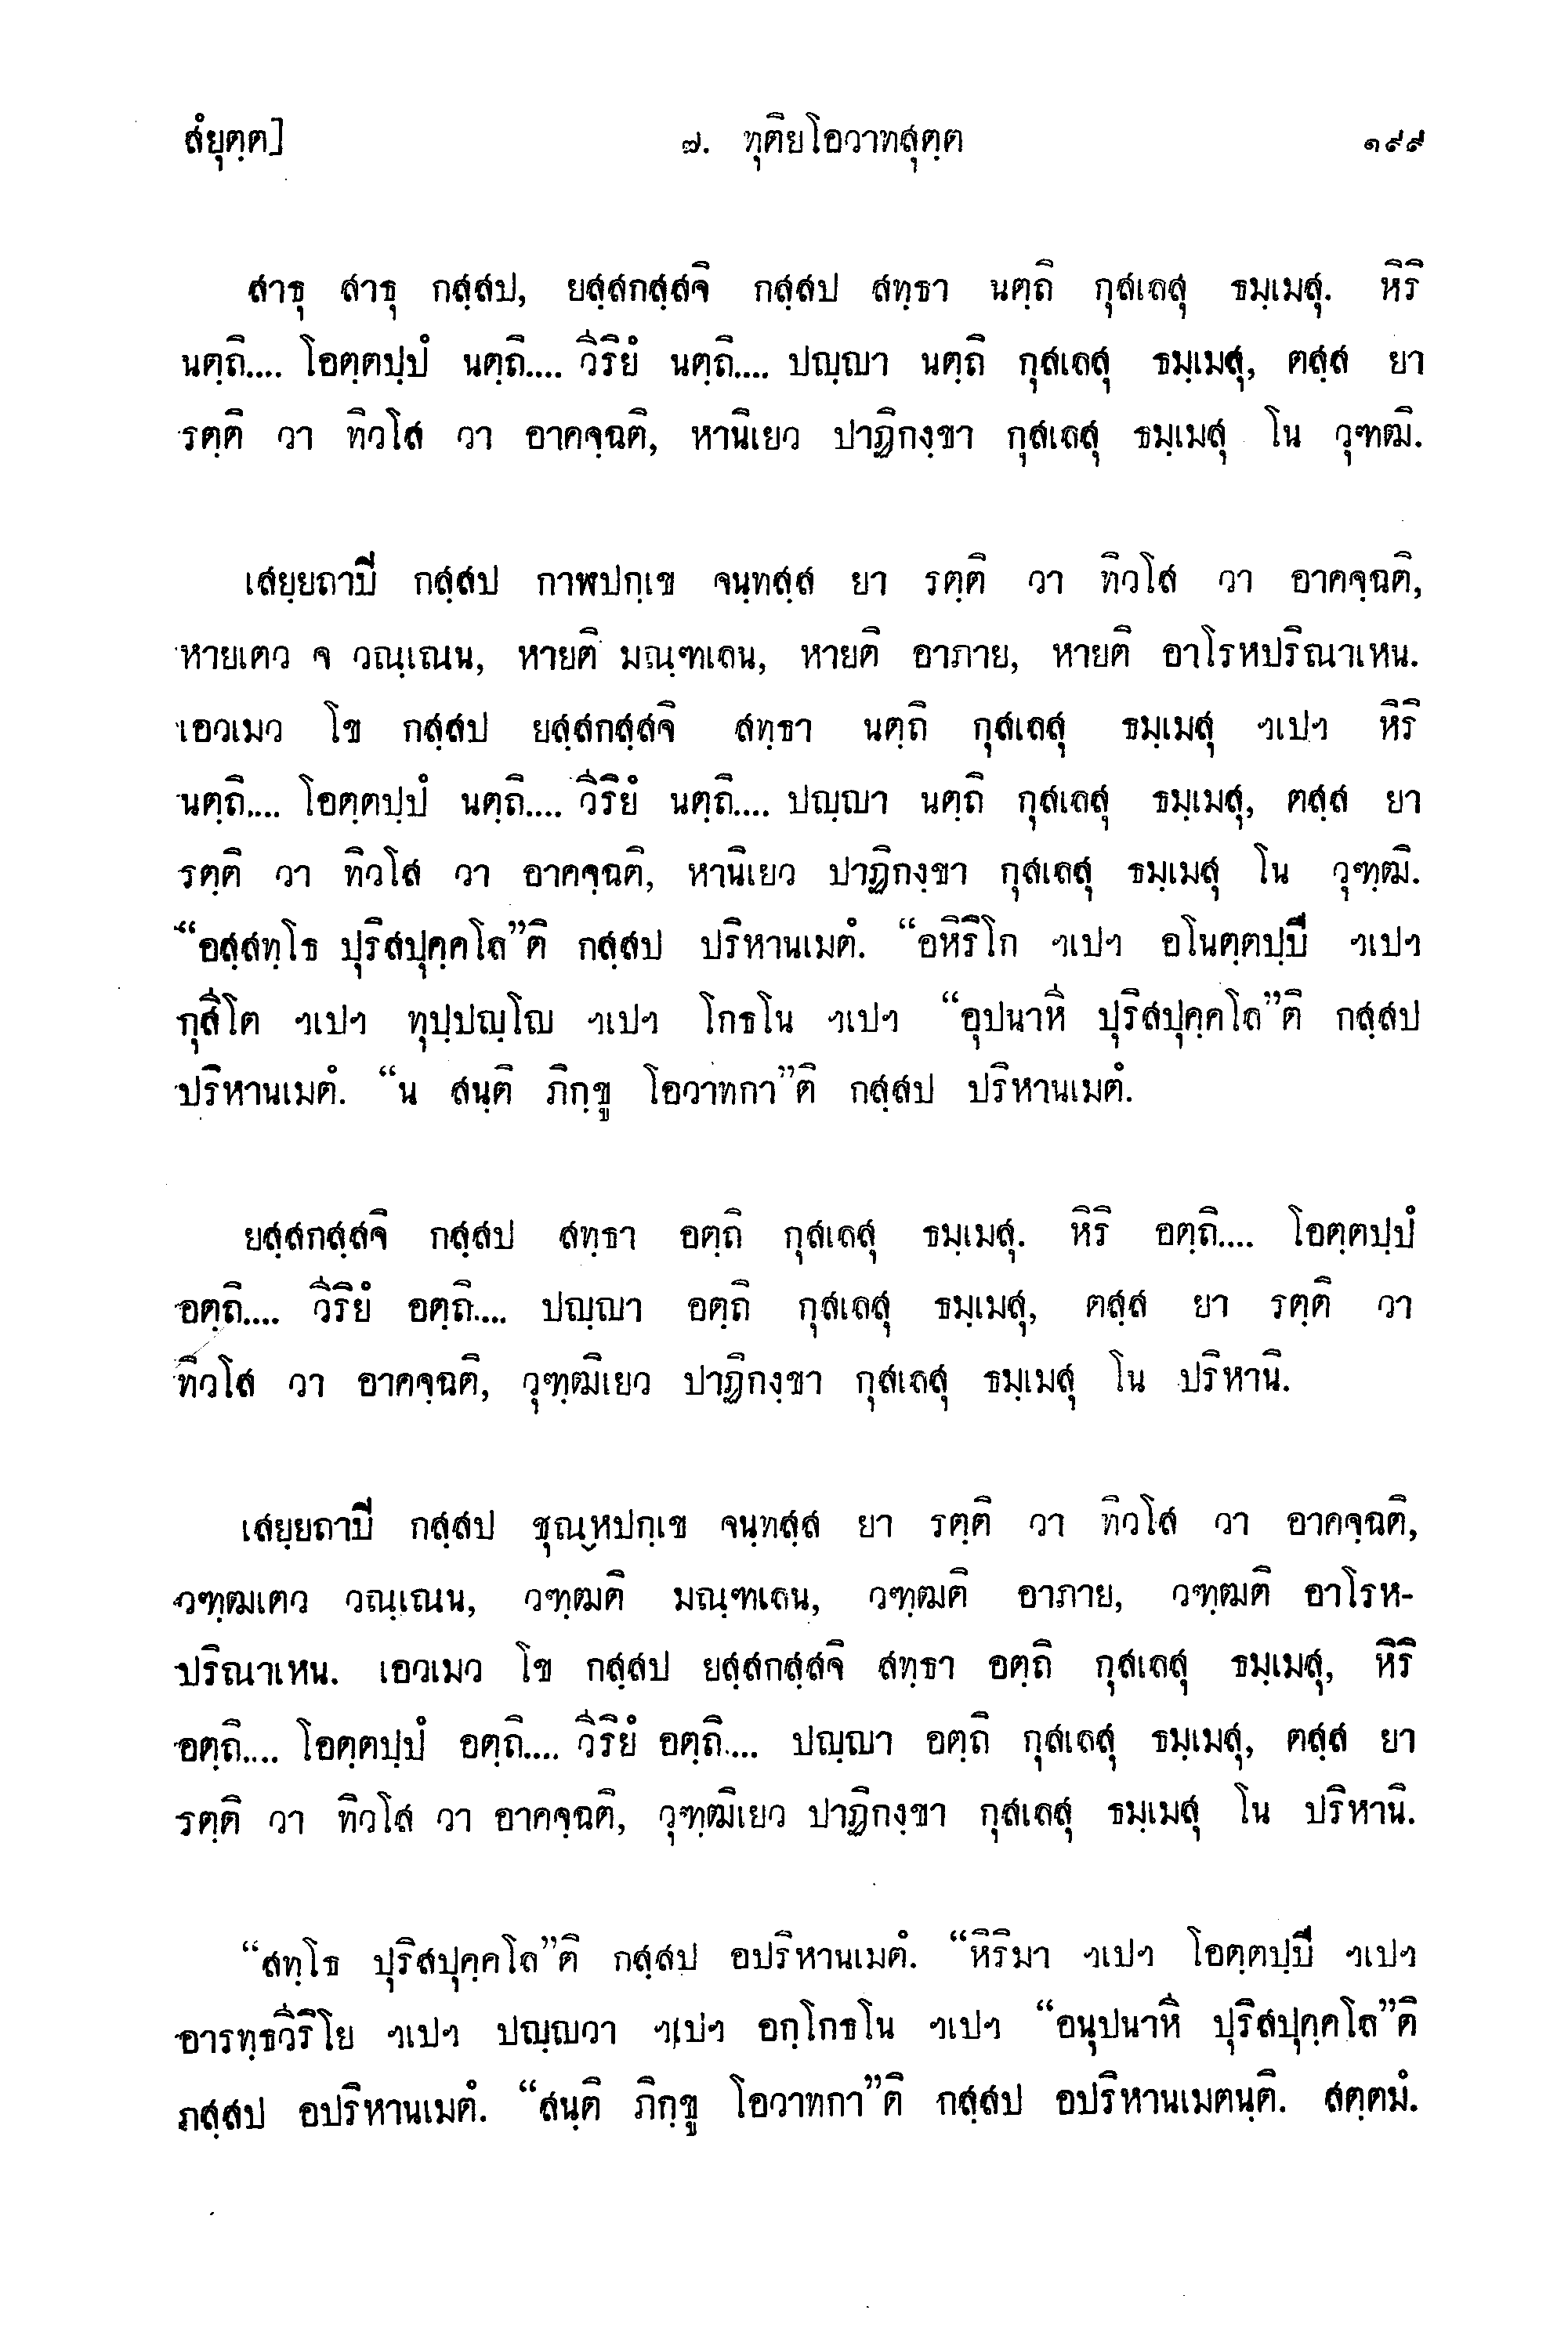 สํยุตฺต] ๗. ทุติยโอวาทสุตฺต ๑๙๙
สาธุ สาธุ กสฺสป, ยสฺสกสฺสจิ กสฺสป สทฺธา นตฺถิ กุสเลสุ ธมฺเมสุ. หิริ
นตฺถิ.... โอตฺตปฺปํ นตฺถิ.... วิ่ริยํ นตฺถิ.... ปญฺญา นตฺถิ กุสเลสุ ธมฺเมสุ, ตสฺส ยา
รตฺติ วา ทิวโส วา อาคจฺฉติ, หานิเยว ปาฏิกงฺขา กุสเลสุ ธมฺเมสุ โน วุฑฒิ.
เสยฺยถาปี กสฺสป กาฬปกฺเข จนฺทสฺส ยา รตฺติ วา ทิวโส วา อาคจฺฉติ,
หายเตว จ วณฺเณน, หายติ มณฺฑเลน, หายติ อาภาย, หายติ อาโรหปริณาเหน.
เอวเมว โข กสฺสป ยสฺสกสฺสจิ สทฺธา นตฺถิ กุสเลสุ ธมฺเมสุ ฯเปฯ หิริ
นตฺถิ.... โอตฺตปฺปํ นตฺถิ.... วิ่ริยํ นตฺถิ.... ปญฺญา นตฺถิ กุสเลสุ ธมฺเมสุ, ตสฺส ยา
รตฺติ วา ทิวโส วา อาคจฺฉติ, หานิเยว ปาฏิกงฺขา กุสเลสุ ธมฺเมสุ โน วุฑฺฒิ.
“อสฺสทฺโธ ปุริสปุคฺคโล”ติ กสฺสป ปริหานเมตํ. “อหิริโก ฯเปฯ อโนตฺตปฺปี ฯเปฯ
กุสิ่โต ฯเปฯ ทุปฺปญฺโญ ฯเปฯ โกธโน ฯเปฯ “อุปนาหิ่ ปุริสปุคฺคโล”ติ กสฺสป
ปริหานเมตํ. “น สนฺติ ภิกฺขู โอวาทกา”ติ กสฺสป ปริหานเมตํ.
ยสฺสกสฺสจิ กสฺสป สทฺธา อตฺถิ กุสเลสุ ธมฺเมสุ. หิริ อตฺถิ.... โอตฺตปฺปํ
อตฺถิ.... วิ่ริยํ อตฺถิ.... ปญฺญา อตฺถิ กุสเลสุ ธมฺเมสุ, ตสฺส ยา รตฺติ วา
ทิวโส วา อาคจฺฉติ, วุฑฺฒิเยว ปาฏิกงฺขา กุสเลสุ ธมฺเมสุ โน ปริหานิ.
เสยฺยถาปี กสฺสป ชุณฺหปกฺเข จนฺทสฺส ยา รตฺติ วา ทิวโส วา อาคจฺฉติ,
วฑฺฒเตว วณฺเณน, วฑฺฒติ มณฺฑเลน, วฑฺฒติ อาภาย, วฑฺฒติ อาโรห-
ปริณาเหน. เอวเมว โข กสฺสป ยสฺสกสฺสจิ สทฺธา อตฺถิ กุสเลสุ ธมฺเมสุ, หิริ
อตฺถิ.... โอตฺตปฺปํ อตฺถิ.... วิ่ริยํ อตฺถิ.... ปญฺญา อตฺถิ กุสเลสุ ธมฺเมสุ, ตสฺส ยา
รตฺติ วา ทิวโส วา อาคจฺฉติ, วุฑฺฒิเยว ปาฏิกงฺขา กุสเลสุ ธมฺเมสุ โน ปริหานิ.
“สทฺโธ ปุริสปุคฺคโล”ติ กสฺสป อปริหานเมตํ. “หิริมา ฯเปฯ โอตฺตปฺปี ฯเปฯ
อารทฺธวิ่ริโย ฯเปฯ ปญฺญวา ฯเปฯ อกฺโกธโน ฯเปฯ “อนุปนาหิ่ ปุริสปุคฺคโล”ติ
กสฺสป อปริหานเมตํ. “สนฺติ ภิกฺขู โอวาทกา”ติ กสฺสป อปริหานเมตนฺติ. สตฺตมํ.